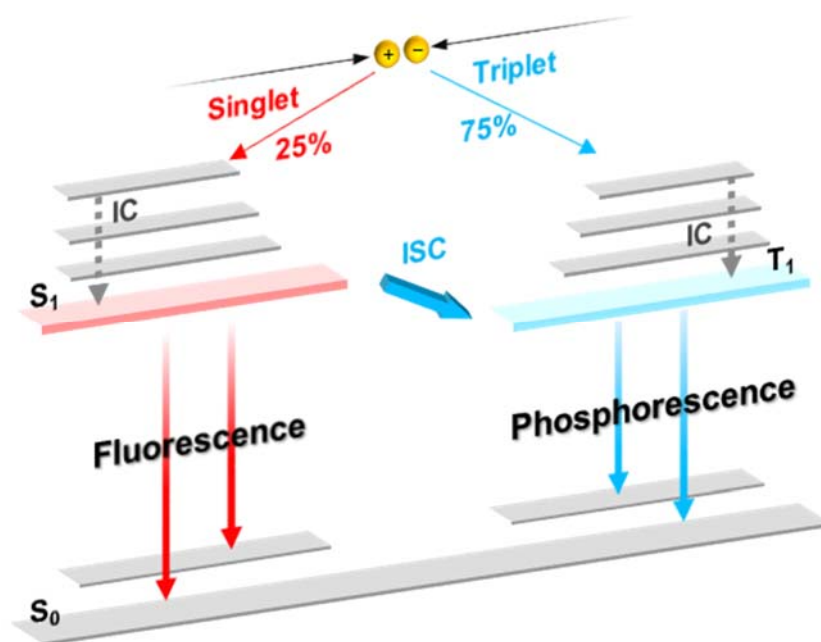 + −
Singlet
25%
Triplet
75%
IC
ISC
IC
S1
T1
Fluorescence
Phosphorescence
S0